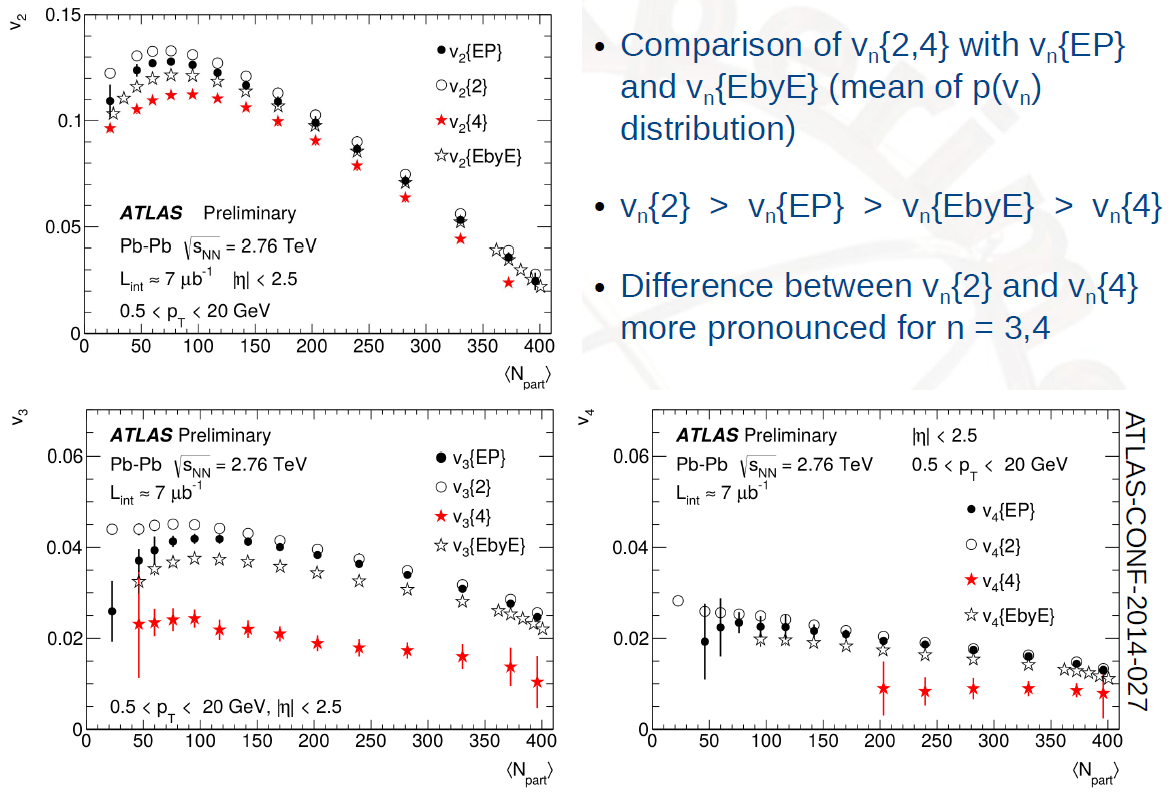 v2
0.15
0.1
0.05
0
v2{EP}
v2{2}
v2{4}
v2{EbyE}
ATLAS Preliminary
Pb-Pb √sNN = 2.76 TeV
Lint ≈ 7 μb-1 |η| < 2.5
0.5 < pT < 20 GeV
0 50 100 150 200 250 300 350 400
⟨Npart⟩
• Comparison of vn{2,4} with vn{EP}
and vn{EbyE} (mean of p(vn)
distribution)
• vn{2} > vn{EP} > vn{EbyE} > vn{4}
• Difference between vn{2} and vn{4}
more pronounced for n = 3,4
v3
0.06
0.04
0.02
0
ATLAS Preliminary
Pb-Pb √sNN = 2.76 TeV
Lint ≈ 7 μb-1
v3{EP}
v3{2}
v3{4}
v3{EbyE}
0.5 < pT < 20 GeV, |η| < 2.5
0 50 100 150 200 250 300 350 400
⟨Npart⟩
v4
0.06
0.04
0.02
0
ATLAS Preliminary
Pb-Pb √sNN = 2.76 TeV
Lint ≈ 7 μb-1
|η| < 2.5
0.5 < pT < 20 GeV
v4{EP}
v4{2}
v4{4}
v4{EbyE}
0 50 100 150 200 250 300 350 400
⟨Npart⟩
ATLAS-CONF-2014-027